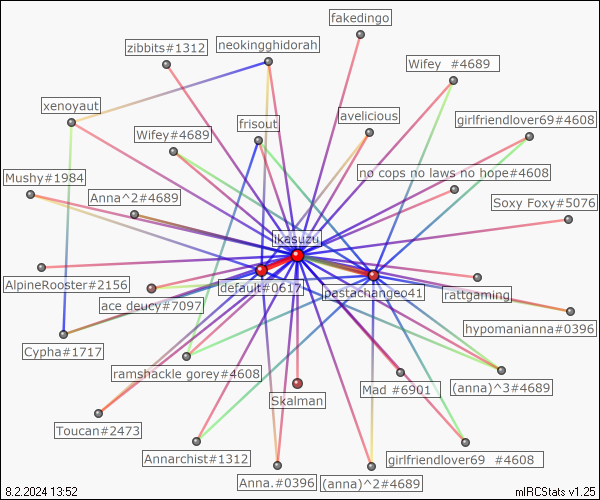 fakedingo
zibbits#1312
neokingghidorah
Wifey  #4689
xenoyaut
frisout
avelicious
girlfriendlover69#4608
Wifey#4689
no cops no laws no hope#4608
Mushy#1984
Anna^2#4689
Soxy Foxy#5076
ikasuzu
AlpineRooster#2156
default#0617
pastachangeo41
rattgaming
ace deucy#7097
hypomanianna#0396
Cypha#1717
ramshackle gorey#4608
Mad #6901
(anna)^3#4689
Skalman
Toucan#2473
Annarchist#1312
girlfriendlover69  #4608
Anna.#0396
(anna)^2#4689
8.2.2024 13:52
mIRCStats v1.25